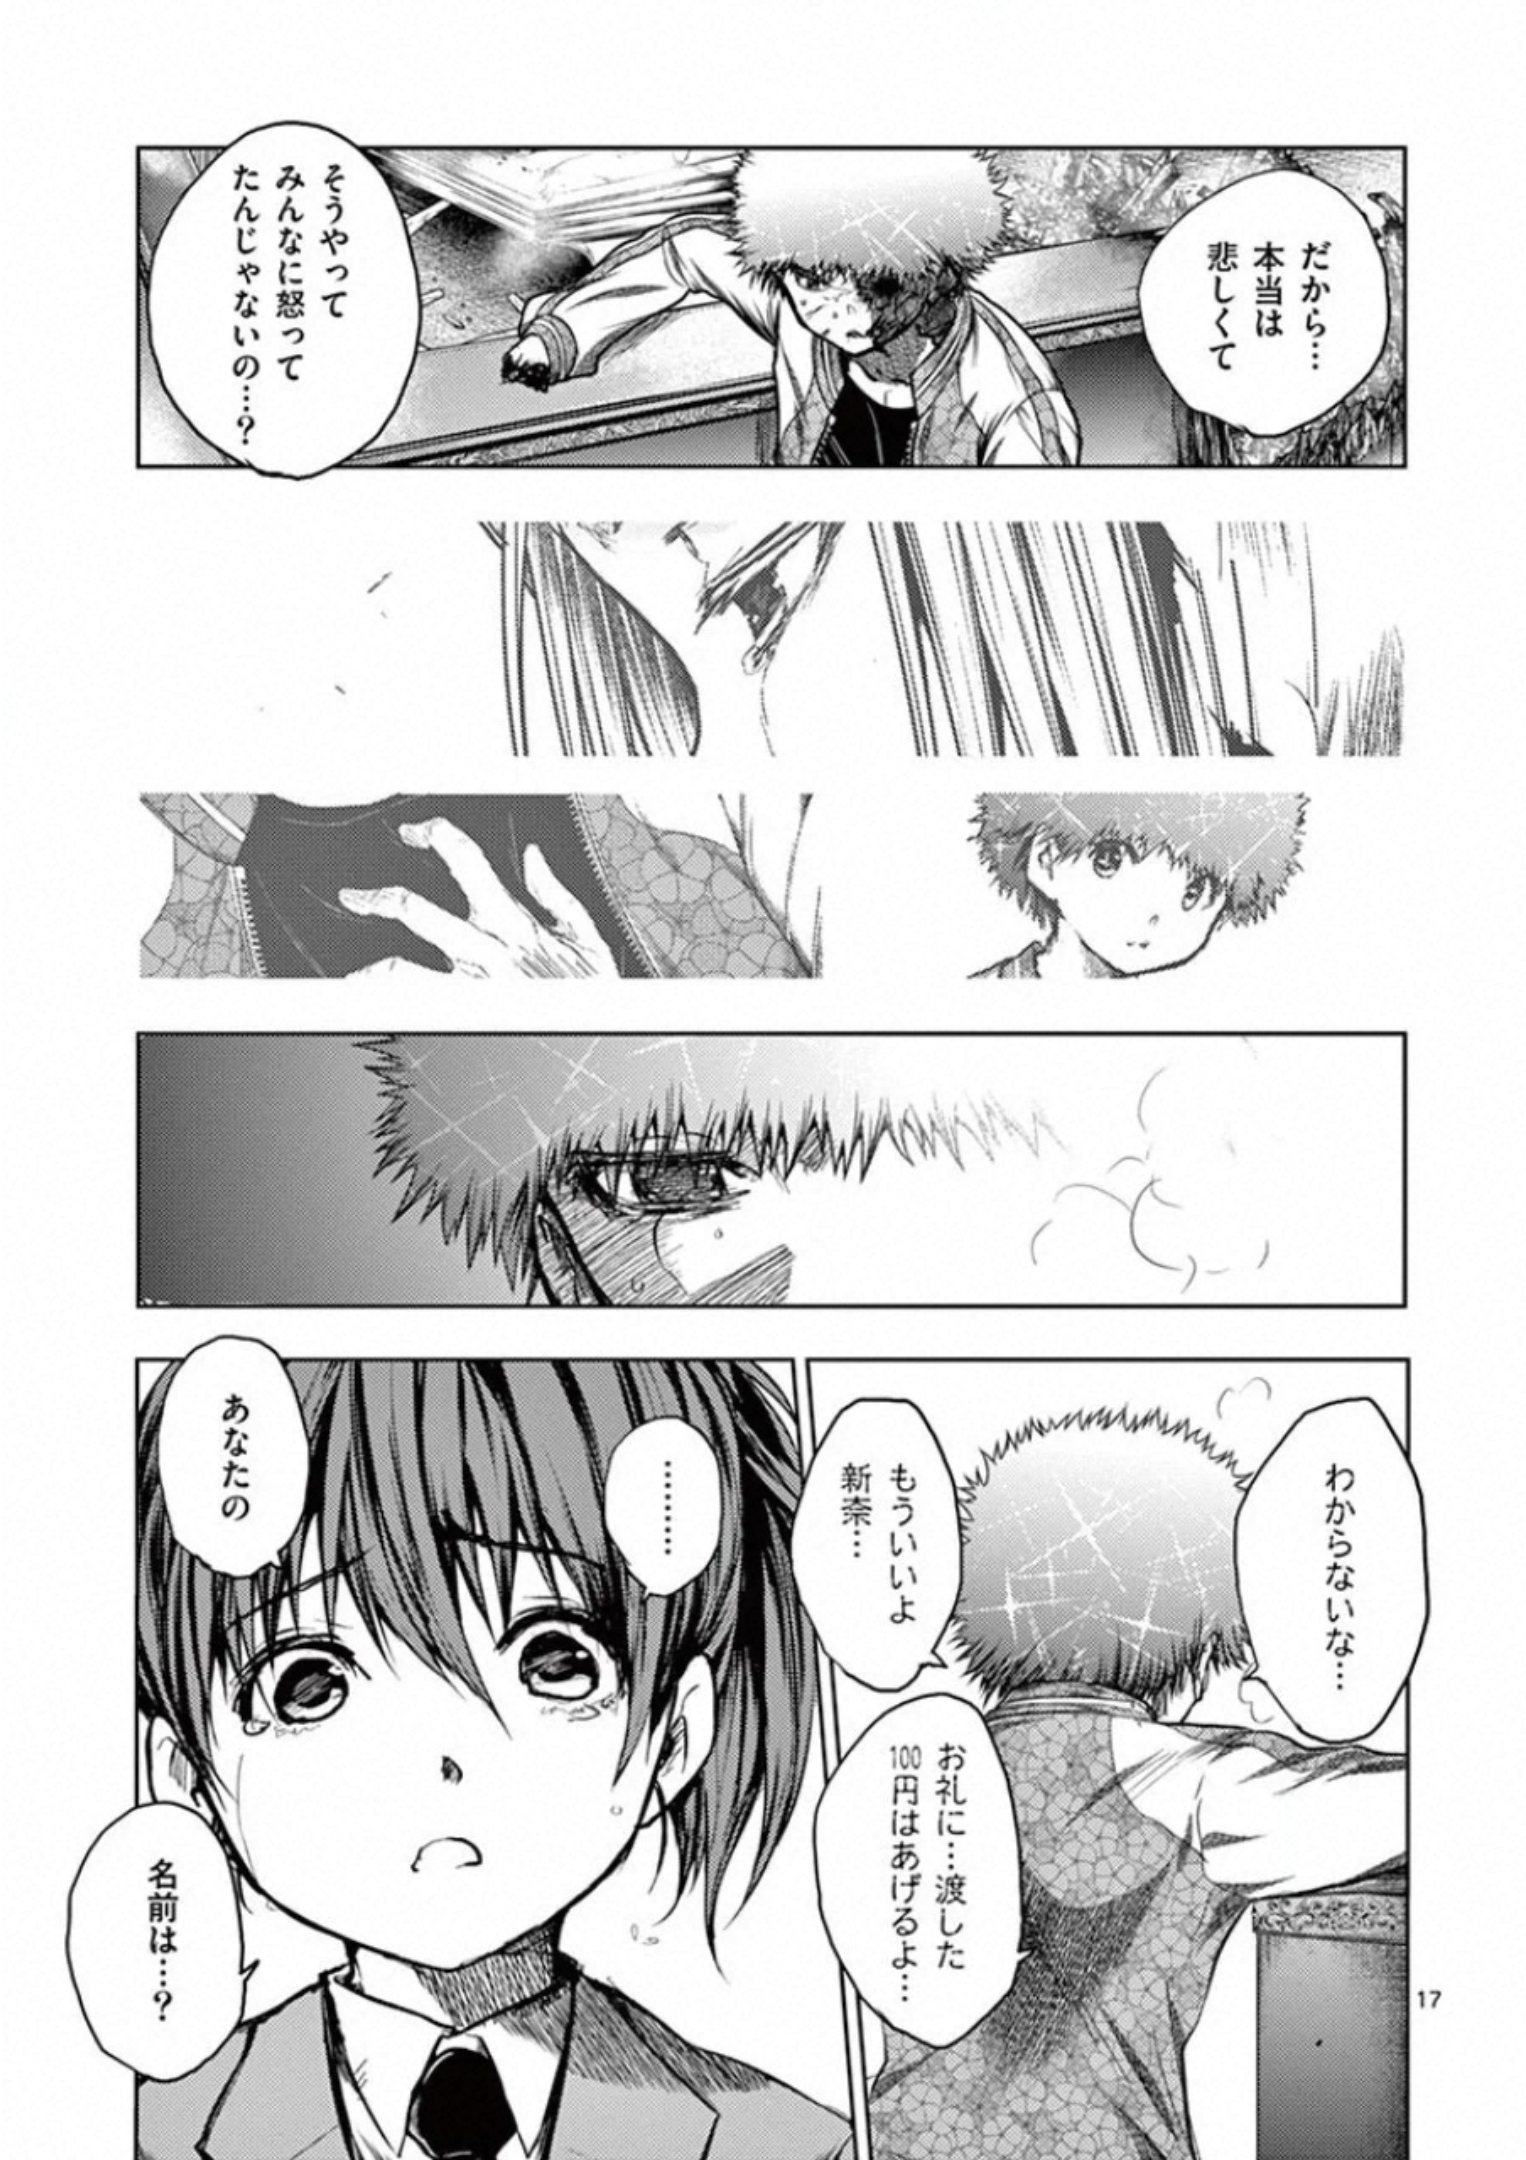 だから…
本当は
悲しくて
そうやって
みんなに怒って
たんじゃないの…?
わからないな…
もういいよ
新奈…
お礼に…渡した
100円はあげるよ…
………
あなたの
名前は…?
17